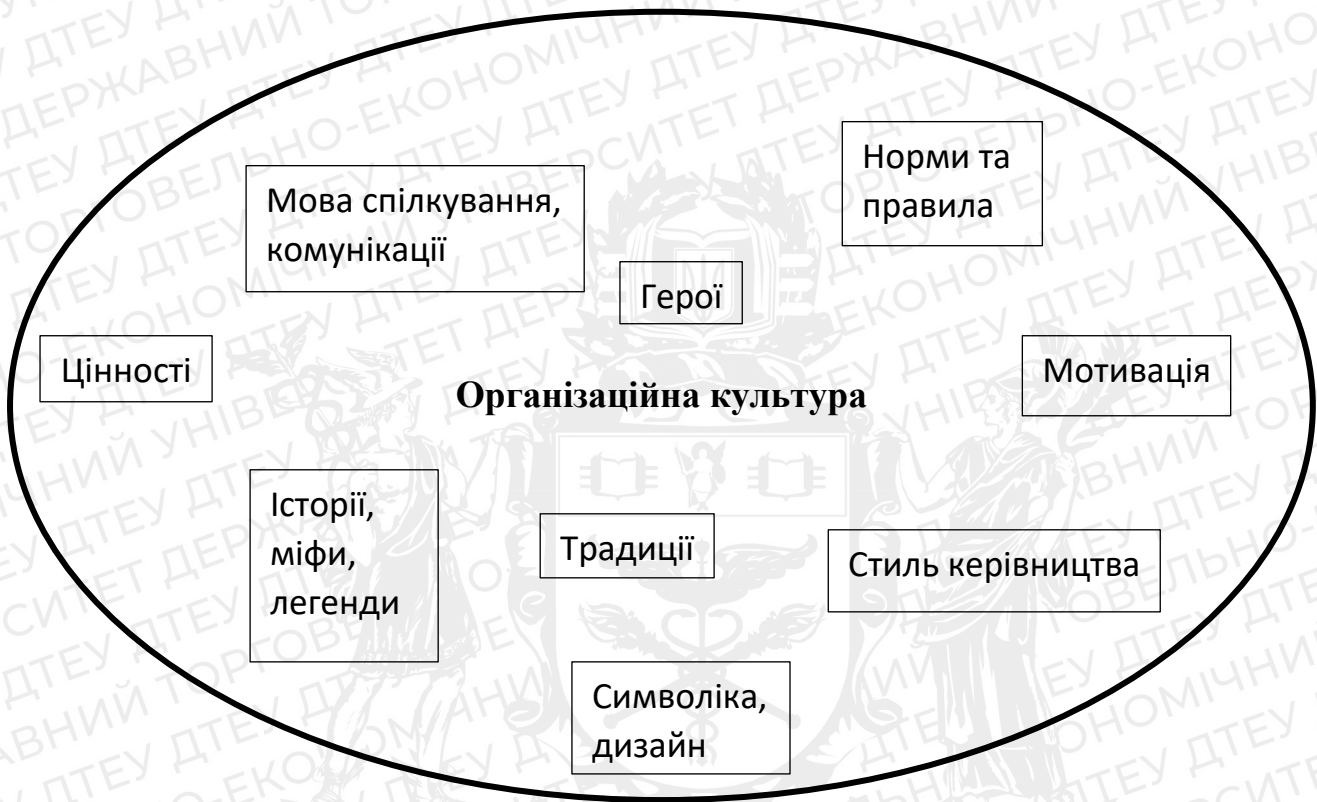 Норми та
правила
Мова спілкування,
комунікації
Герої
Цінності
Мотивація
Організаційна культура
Історії,
міфи,
легенди
Традиції
Стиль керівництва
Символіка,
дизайн